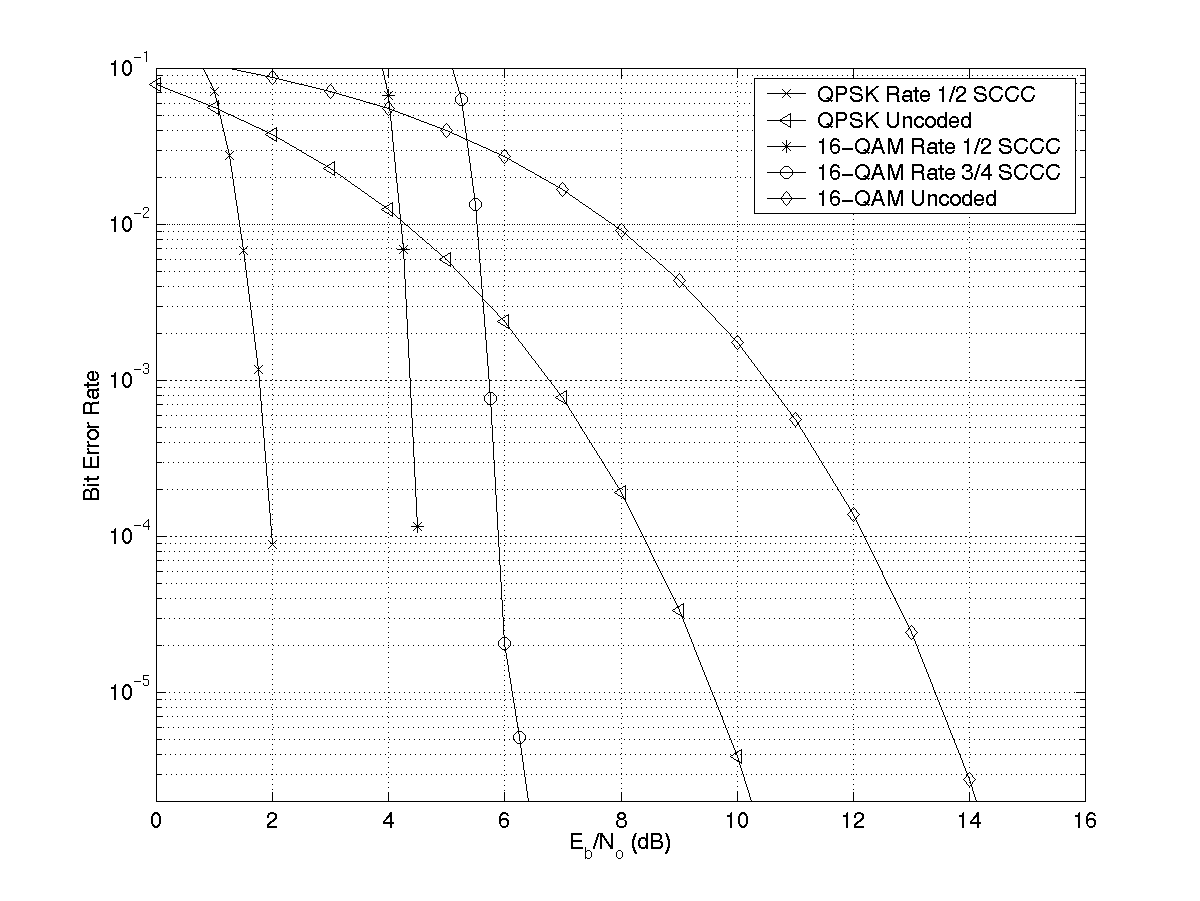 10^-1
10^-2
10^-3
10^-4
10^-5
Bit Error Rate
QPSK Rate 1/2 SCCC
QPSK Uncoded
16-QAM Rate 1/2 SCCC
16-QAM Rate 3/4 SCCC
16-QAM Uncoded
0 2 4 6 8 10 12 14 16
E_b/N_o (dB)